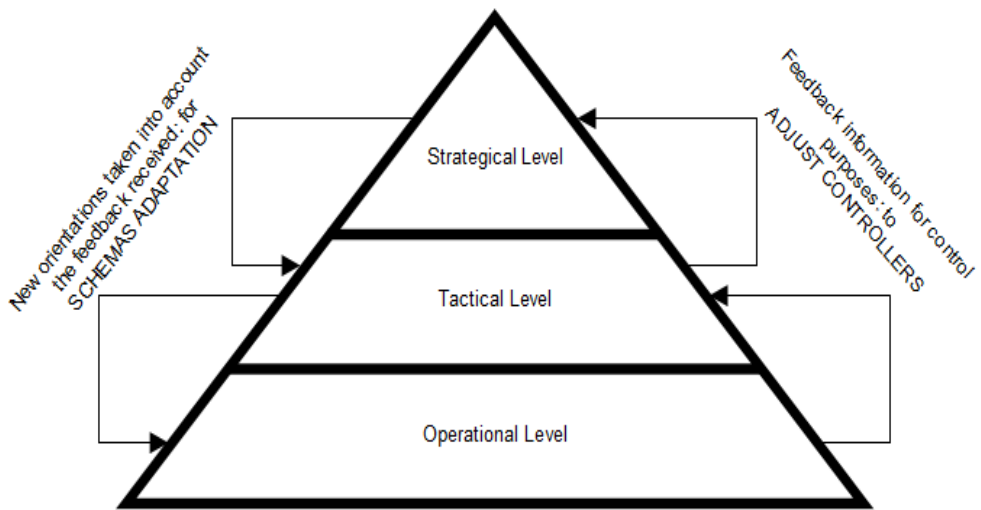 New orientations taken into account
the feedback received: for
SCHEMAS ADAPTATION
Feedback information for control
purposes: to
ADJUST CONTROLLERS
Strategical Level
Tactical Level
Operational Level